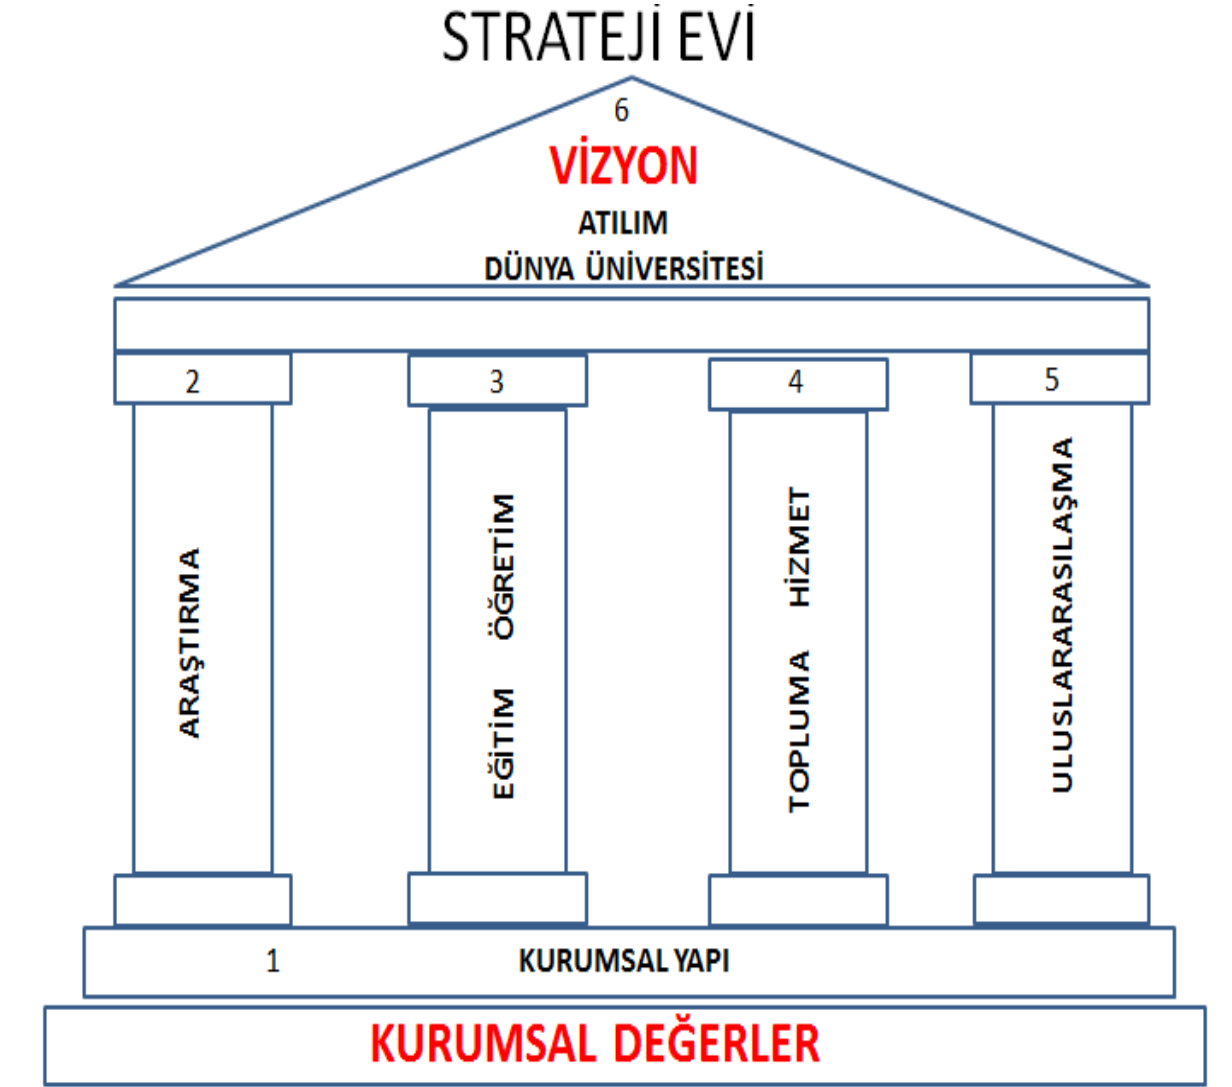 STRATEJİ EVİ
6
VİZYON
ATILIM
DÜNYA ÜNİVERSİTESİ
2
3
4
5
ARAŞTIRMA
EĞİTİM ÖĞRETİM
TOPLUMA HİZMET
ULUSLARARASILAŞMA
1 KURUMSAL YAPI
KURUMSAL DEĞERLER